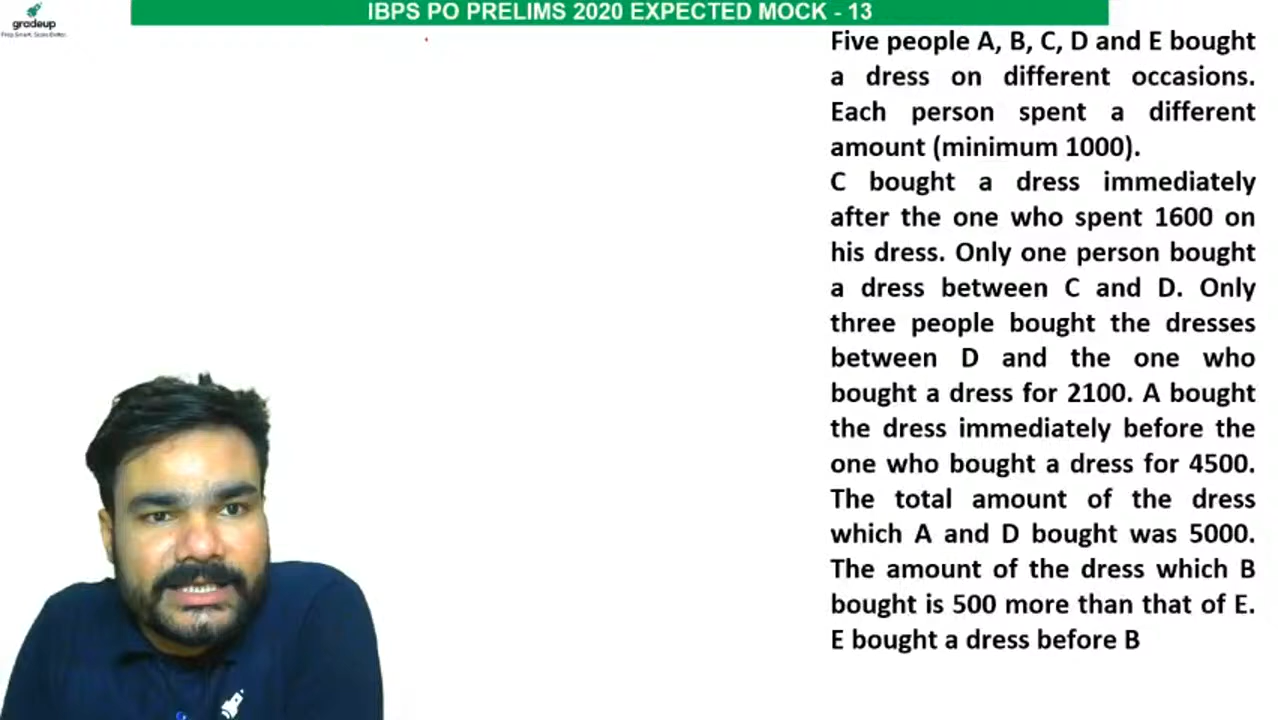 gradeup
Prep Smart. Score Better.
IBPS PO PRELIMS 2020 EXPECTED MOCK - 13
Five people A, B, C, D and E bought
a dress on different occasions.
Each person spent a different
amount (minimum 1000).
C bought a dress immediately
after the one who spent 1600 on
his dress. Only one person bought
a dress between C and D. Only
three people bought the dresses
between D and the one who
bought a dress for 2100. A bought
the dress immediately before the
one who bought a dress for 4500.
The total amount of the dress
which A and D bought was 5000.
The amount of the dress which B
bought is 500 more than that of E.
E bought a dress before B